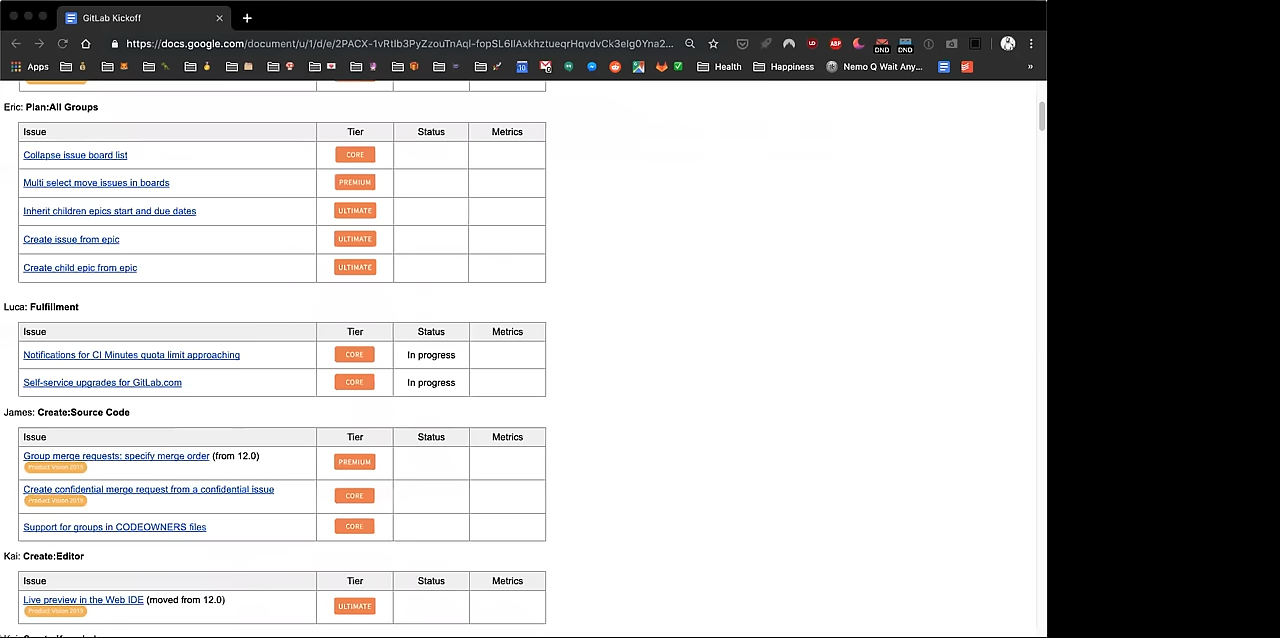 GitLab Kickoff
https://docs.google.com/document/u/1/d/e/2PACX-1vRtIb3PyZzouTnAqI-fopSL6IIAxkhztueqrHqvdvCk3eIg0Yna2...
LD ABP DND DND
Apps 10 Health Happiness Nemo Q Wait Any... »
Eric: Plan:All Groups
Issue Tier Status Metrics
Collapse issue board list CORE
Multi select move issues in boards PREMIUM
Inherit children epics start and due dates ULTIMATE
Create issue from epic ULTIMATE
Create child epic from epic ULTIMATE
Luca: Fulfillment
Issue Tier Status Metrics
Notifications for CI Minutes quota limit approaching CORE In progress
Self-service upgrades for GitLab.com CORE In progress
James: Create:Source Code
Issue Tier Status Metrics
Group merge requests: specify merge order (from 12.0) PREMIUM
Product Vision 2019
Create confidential merge request from a confidential issue CORE
Product Vision 2019
Support for groups in CODEOWNERS files CORE
Kai: Create:Editor
Issue Tier Status Metrics
Live preview in the Web IDE (moved from 12.0) ULTIMATE
Product Vision 2019